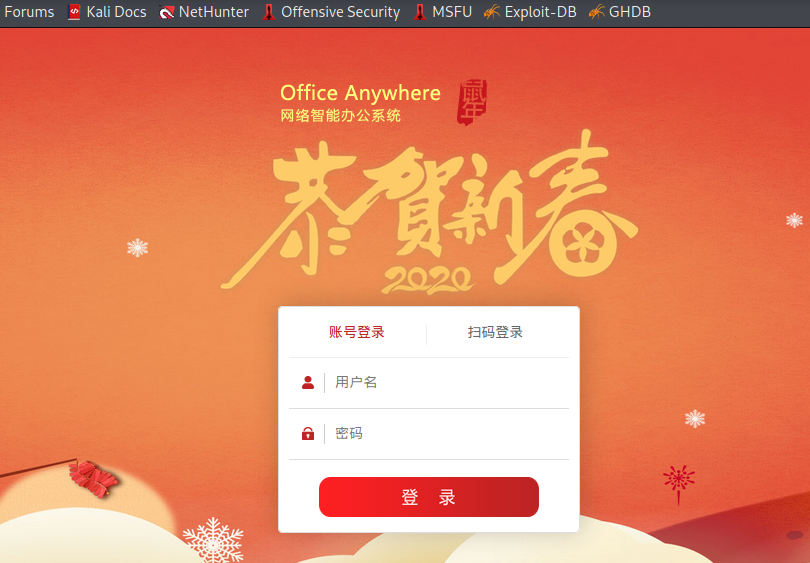 Forums Kali Docs NetHunter Offensive Security MSFU Exploit-DB GHDB
Office Anywhere
网络智能办公系统
鼠年
恭贺新春
2020
账号登录 扫码登录
用户名
密码
登 录